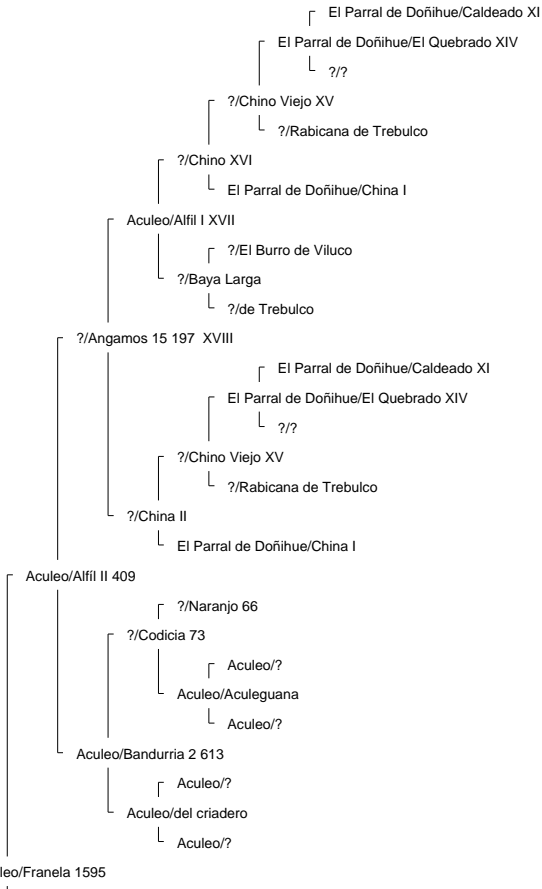 El Parral de Doñihue/Caldeado XI
El Parral de Doñihue/El Quebrado XIV
?/?
?/Chino Viejo XV
?/Rabicana de Trebulco
?/Chino XVI
El Parral de Doñihue/China I
Aculeo/Alfil I XVII
?/El Burro de Viluco
?/Baya Larga
?/de Trebulco
?/Angamos 15 197  XVIII
El Parral de Doñihue/Caldeado XI
El Parral de Doñihue/El Quebrado XIV
?/?
?/Chino Viejo XV
?/Rabicana de Trebulco
?/China II
El Parral de Doñihue/China I
Aculeo/Alfíl II 409
?/Naranjo 66
?/Codicia 73
Aculeo/?
Aculeo/Aculeguana
Aculeo/?
Aculeo/Bandurria 2 613
Aculeo/?
Aculeo/del criadero
Aculeo/?
leo/Franela 1595